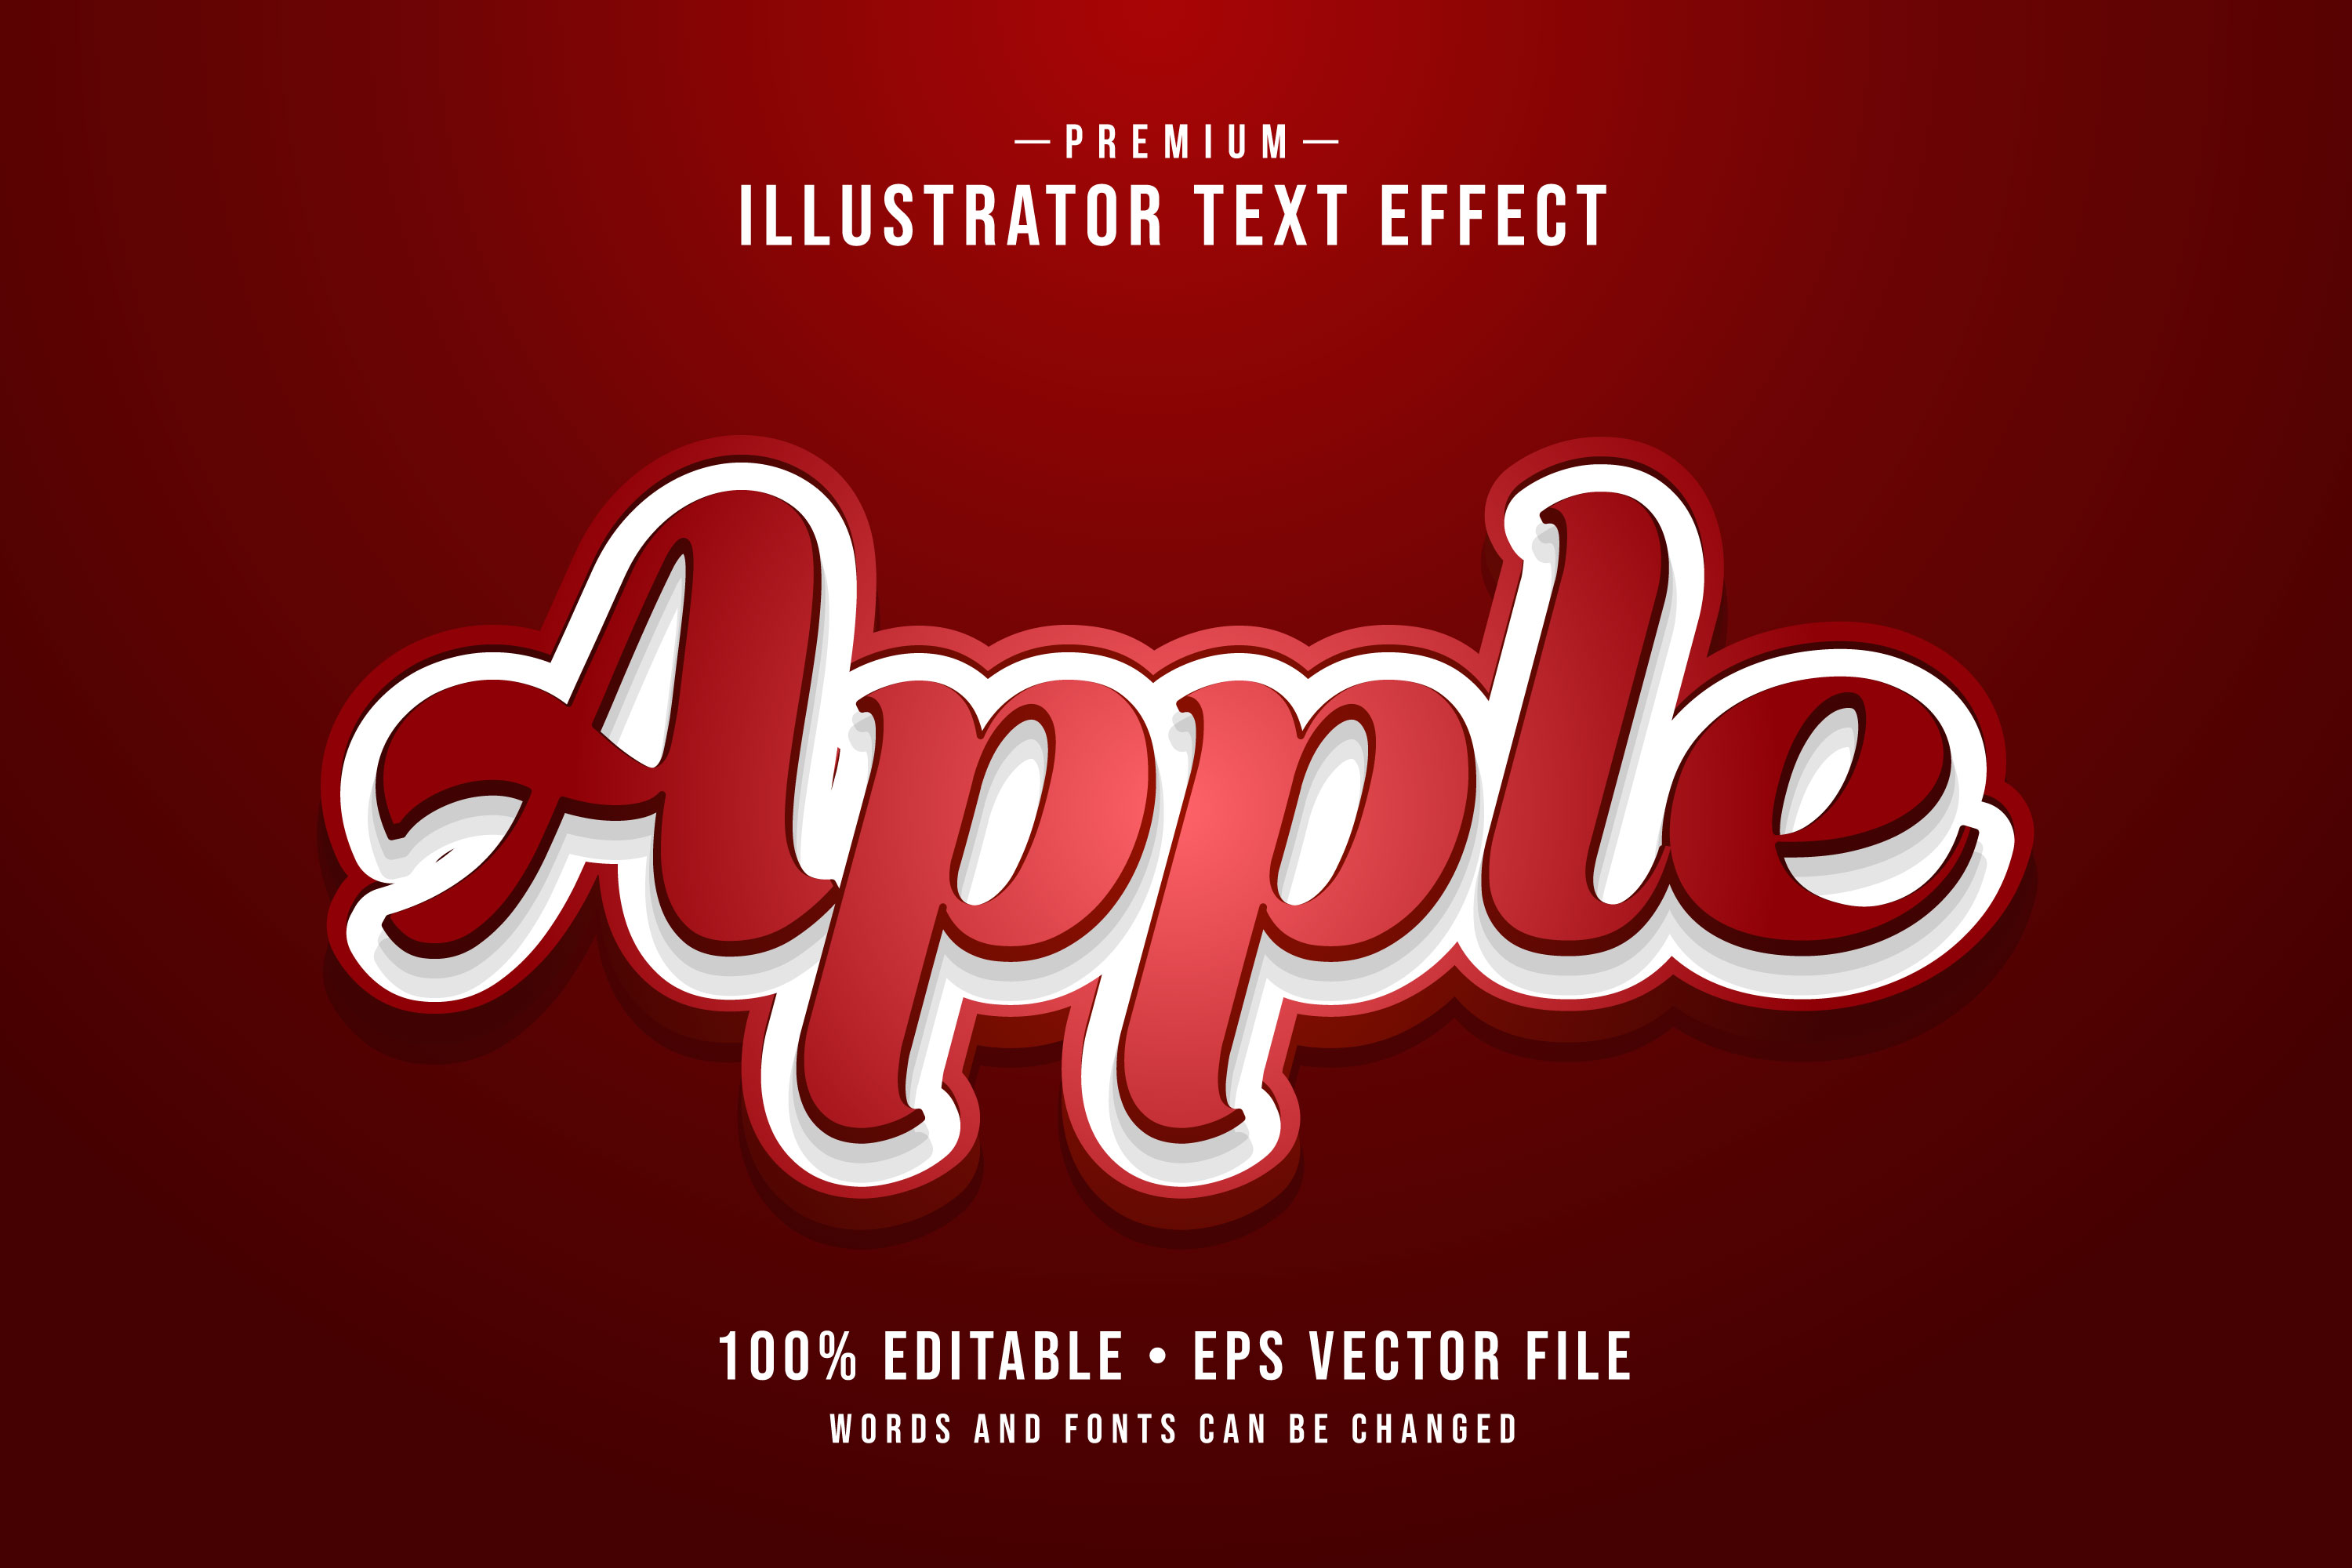 PREMIUM
ILLUSTRATOR TEXT EFFECT
Apple
100% EDITABLE • EPS VECTOR FILE
WORDS AND FONTS CAN BE CHANGED